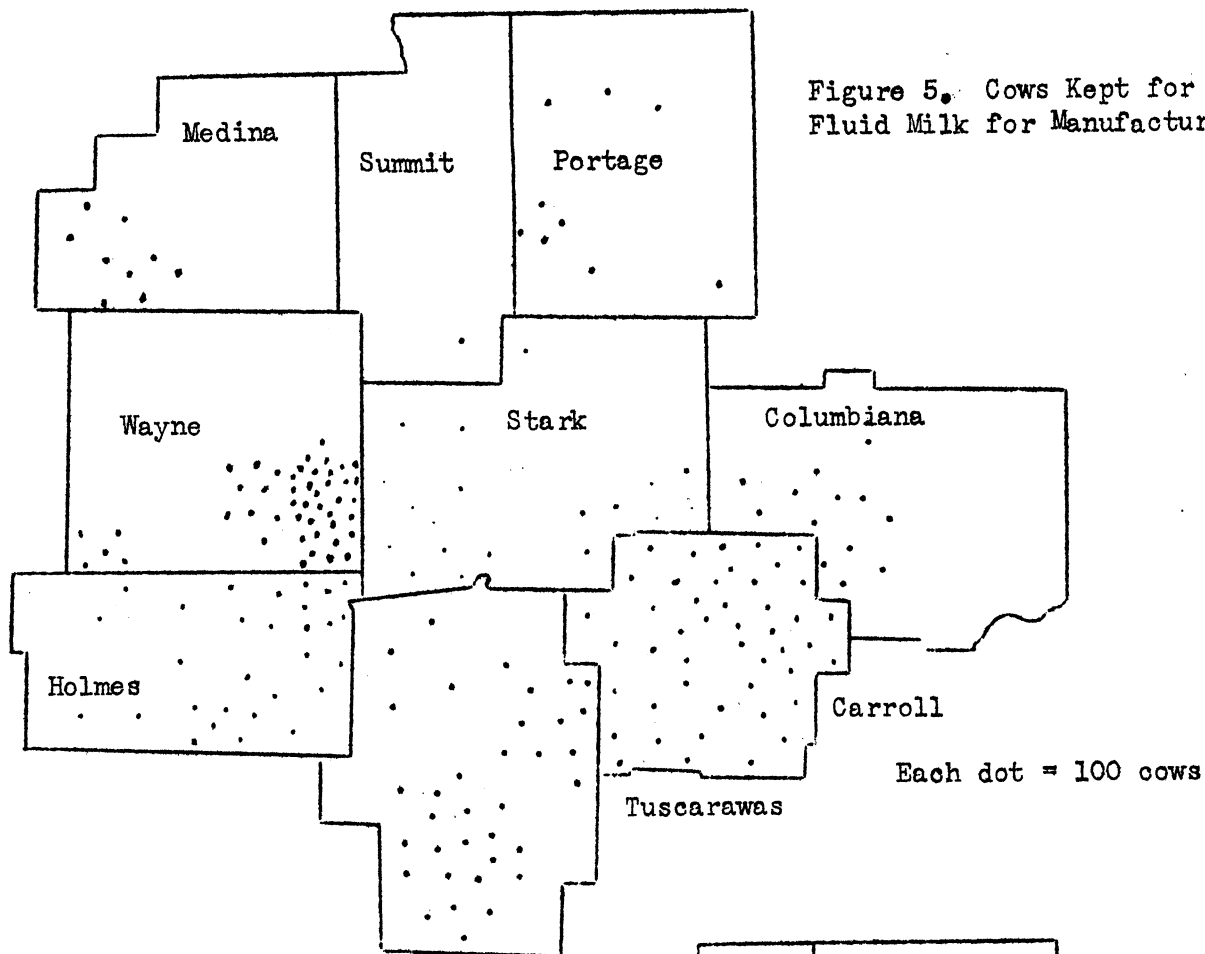 Figure 5. Cows Kept for
Fluid Milk for Manufactur
Medina
Summit
Portage
Wayne
Stark
Columbiana
Holmes
Carroll
Each dot = 100 cows
Tuscarawas